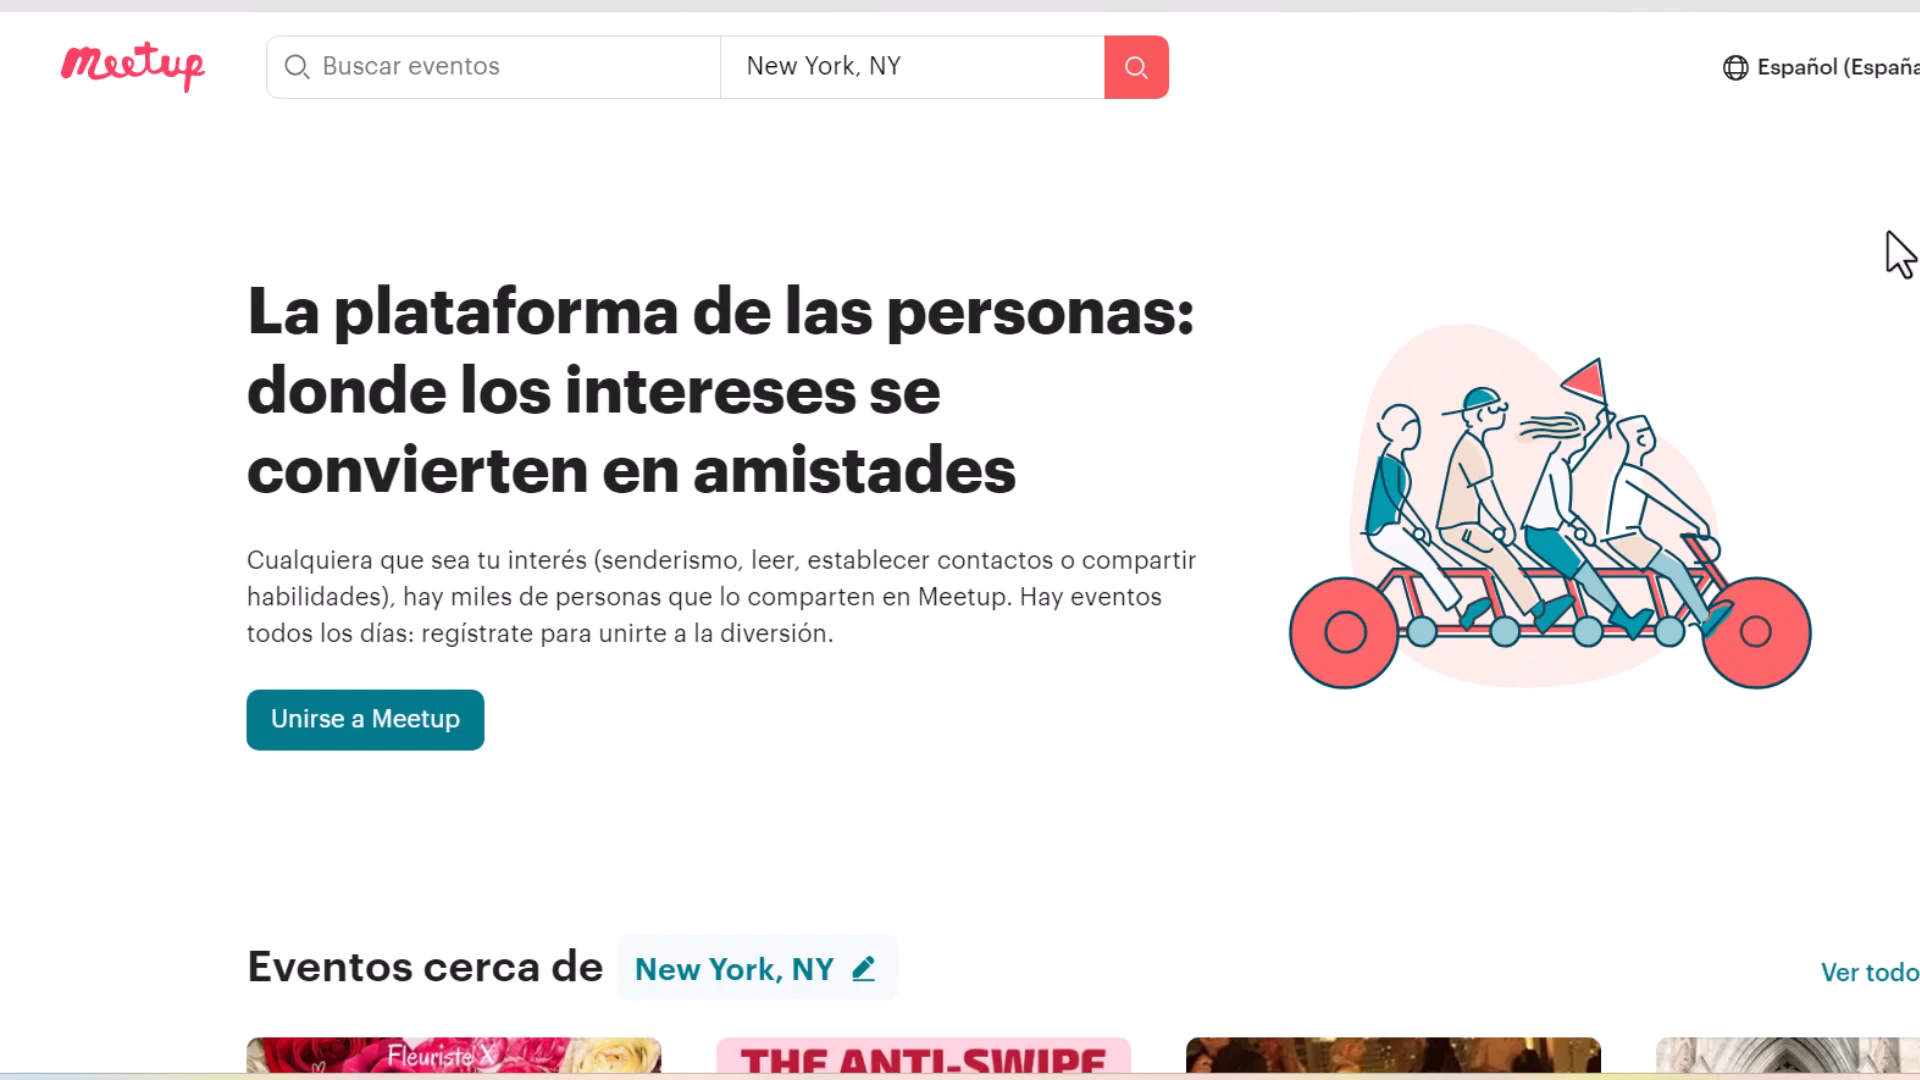 meetup
Buscar eventos
New York, NY
Español (España
La plataforma de las personas:
donde los intereses se
convierten en amistades
Cualquiera que sea tu interés (senderismo, leer, establecer contactos o compartir
habilidades), hay miles de personas que lo comparten en Meetup. Hay eventos
todos los días: regístrate para unirte a la diversión.
Unirse a Meetup
Eventos cerca de New York, NY
Ver todo
Fleuriste X
THE ANTI-SWIPE